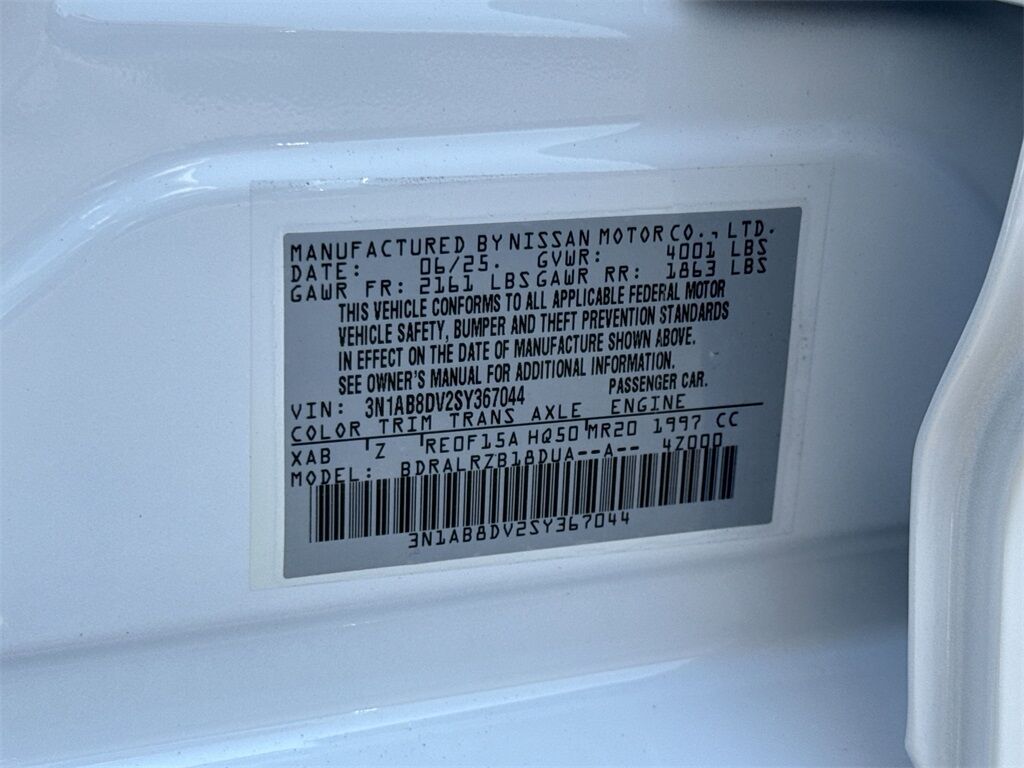 MANUFACTURED BY NISSAN MOTOR CO., LTD.
DATE: 06/25. GVWR: 4001 LBS
GAWR FR: 2161 LBS GAWR RR: 1863 LBS
THIS VEHICLE CONFORMS TO ALL APPLICABLE FEDERAL MOTOR
VEHICLE SAFETY, BUMPER AND THEFT PREVENTION STANDARDS
IN EFFECT ON THE DATE OF MANUFACTURE SHOWN ABOVE.
SEE OWNER'S MANUAL FOR ADDITIONAL INFORMATION.
VIN: 3N1AB8DV2SY367044 PASSENGER CAR.
COLOR TRIM TRANS AXLE ENGINE
XAB Z RE0F15A HQ50 MR20 1997 CC
MODEL: BDRALRZB18DUA--A-- 4Z000
3N1AB8DV2SY367044